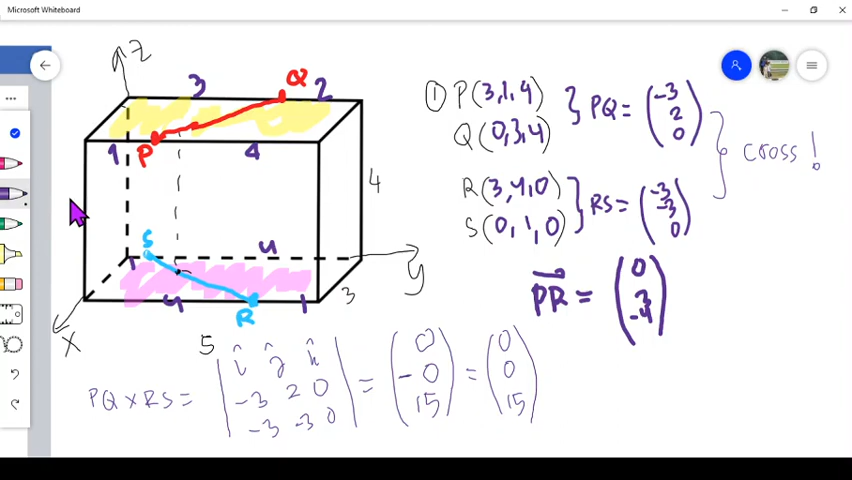 Microsoft Whiteboard
z
3
Q
2
1
P
4
4
S
1
4
y
4
R
1
3
x
5
① P(3,1,4)
Q(0,3,4)
} PQ = (-3 2 0)
R(3,4,0)
S(0,1,0)
} RS = (-3 -3 0)
} cross!
PR = (0 3 -4)
PQ x RS = | i j k
-3 2 0
-3 -3 0 | = (0 -0 15) = (0 0 15)